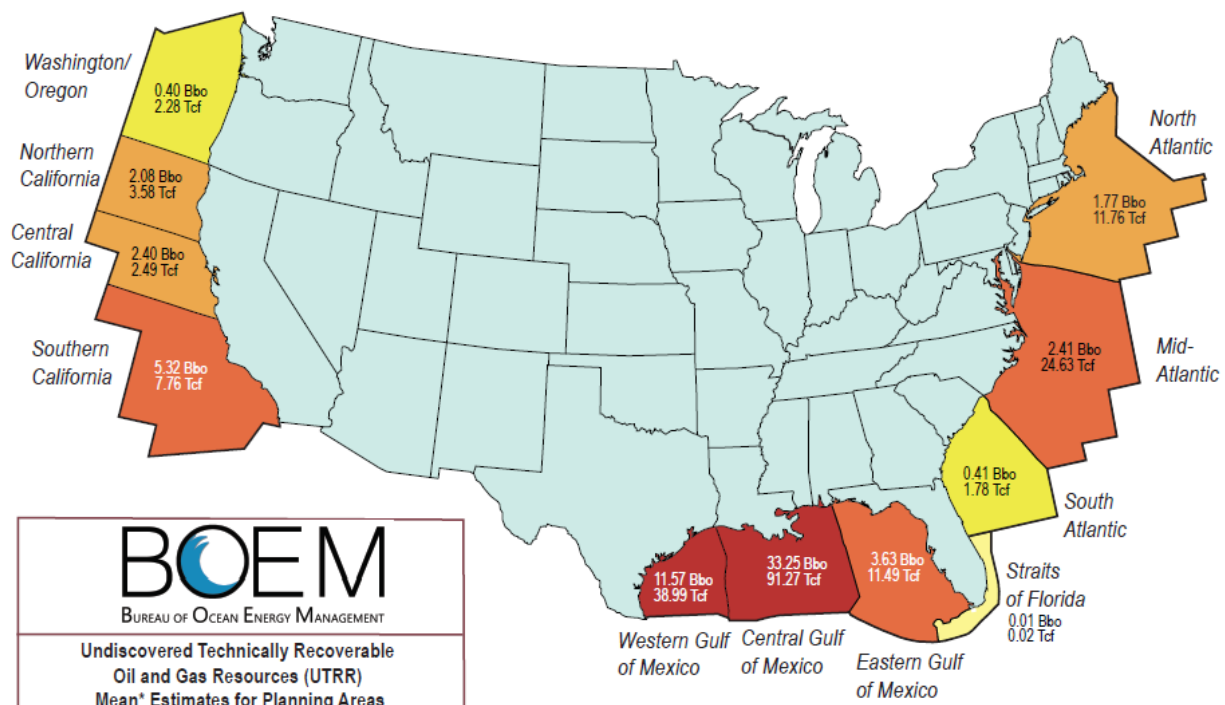 Washington/
Oregon
0.40 Bbo
2.28 Tcf
Northern
California
2.08 Bbo
3.58 Tcf
Central
California
2.40 Bbo
2.49 Tcf
Southern
California
5.32 Bbo
7.76 Tcf
North
Atlantic
1.77 Bbo
11.76 Tcf
2.41 Bbo
24.63 Tcf
Mid-
Atlantic
0.41 Bbo
1.78 Tcf
South
Atlantic
Straits
of Florida
0.01 Bbo
0.02 Tcf
11.57 Bbo
38.99 Tcf
Western Gulf
of Mexico
33.25 Bbo
91.27 Tcf
Central Gulf
of Mexico
3.63 Bbo
11.49 Tcf
Eastern Gulf
of Mexico
BOEM
BUREAU OF OCEAN ENERGY MANAGEMENT
Undiscovered Technically Recoverable
Oil and Gas Resources (UTRR)
Mean* Estimates for Planning Areas